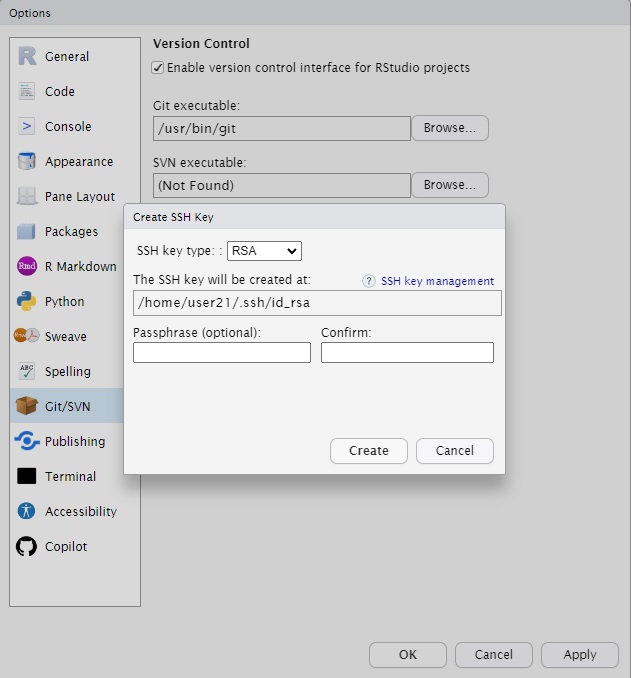 Options
General
Code
Console
Appearance
Pane Layout
Packages
Rmd R Markdown
Python
Sweave
ABC Spelling
Git/SVN
Publishing
Terminal
Accessibility
Copilot
Version Control
Enable version control interface for RStudio projects
Git executable:
/usr/bin/git Browse...
SVN executable:
(Not Found) Browse...
Create SSH Key
SSH key type: : RSA
The SSH key will be created at: ? SSH key management
/home/user21/.ssh/id_rsa
Passphrase (optional): Confirm:
Create Cancel
OK Cancel Apply